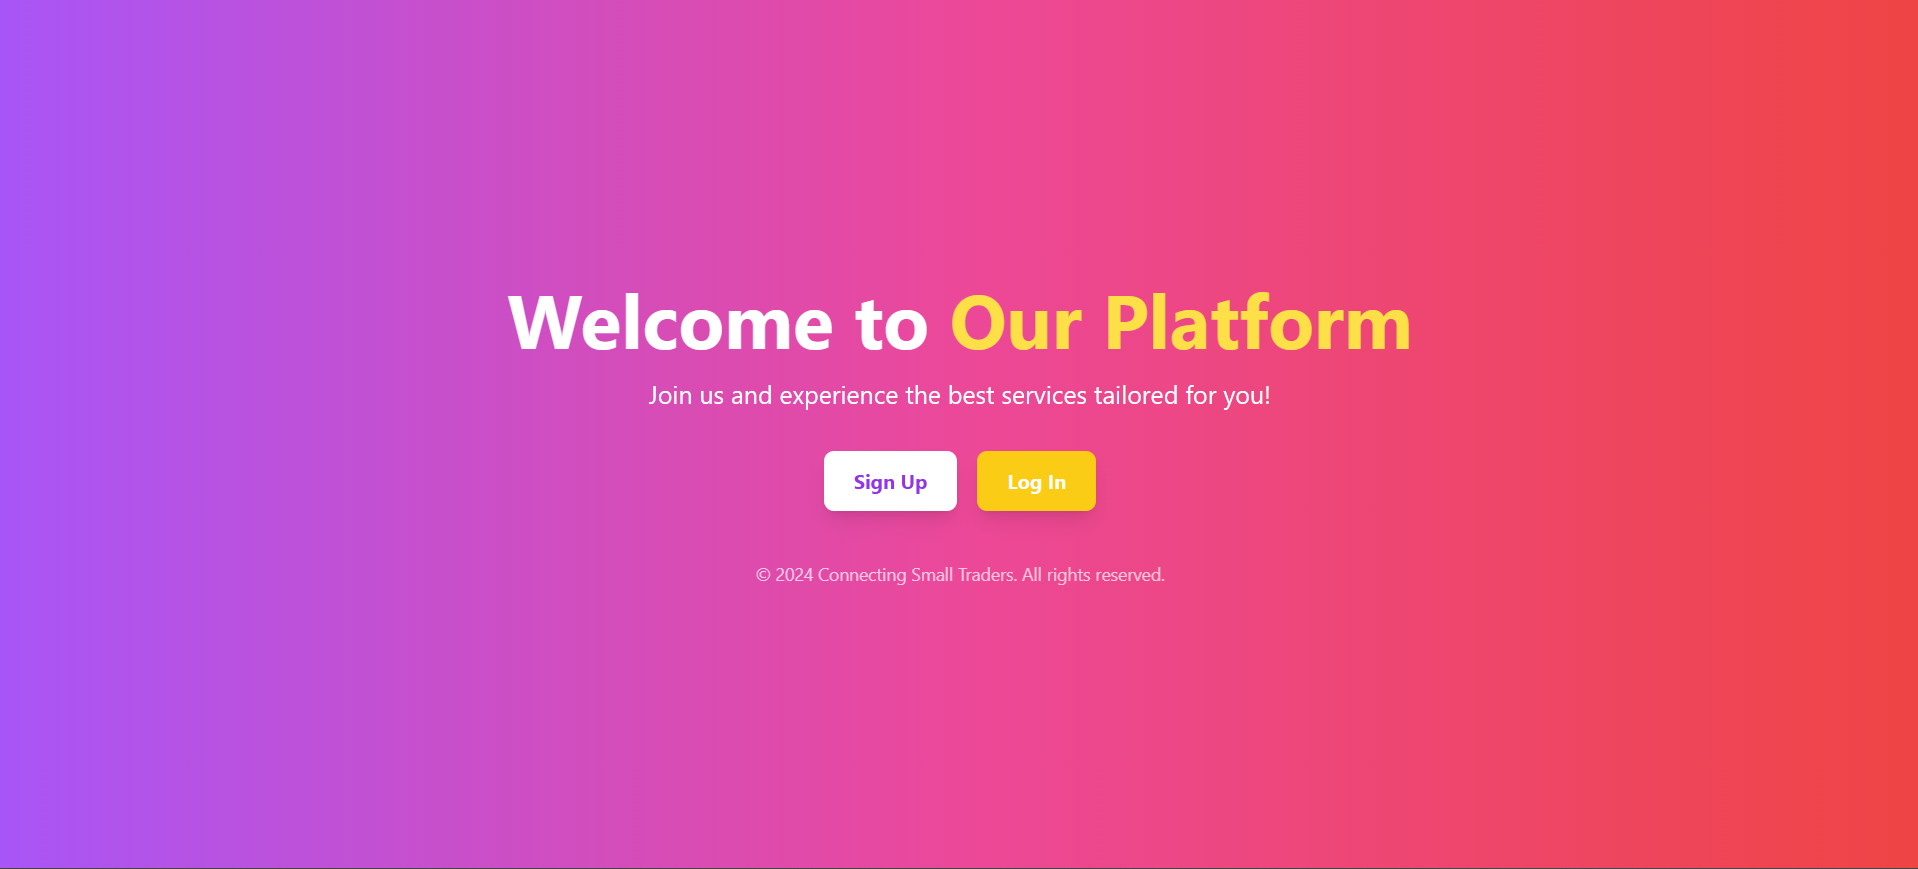 Welcome to Our Platform
Join us and experience the best services tailored for you!
Sign Up
Log In
© 2024 Connecting Small Traders. All rights reserved.